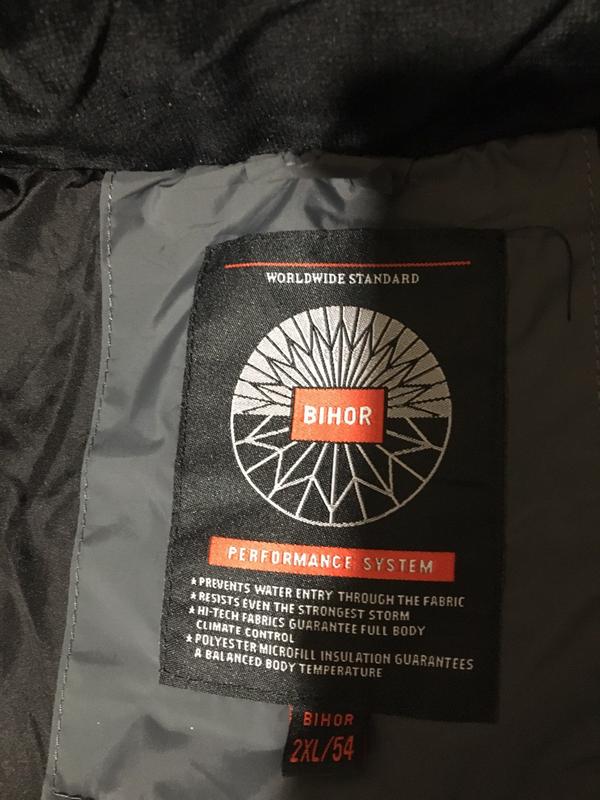 WORLDWIDE STANDARD
BIHOR
PERFORMANCE SYSTEM
★PREVENTS WATER ENTRY THROUGH THE FABRIC
★RESISTS EVEN THE STRONGEST STORM
★HI-TECH FABRICS GUARANTEE FULL BODY
CLIMATE CONTROL
★POLYESTER MICROFILL INSULATION GUARANTEES
A BALANCED BODY TEMPERATURE
BIHOR
2XL/54